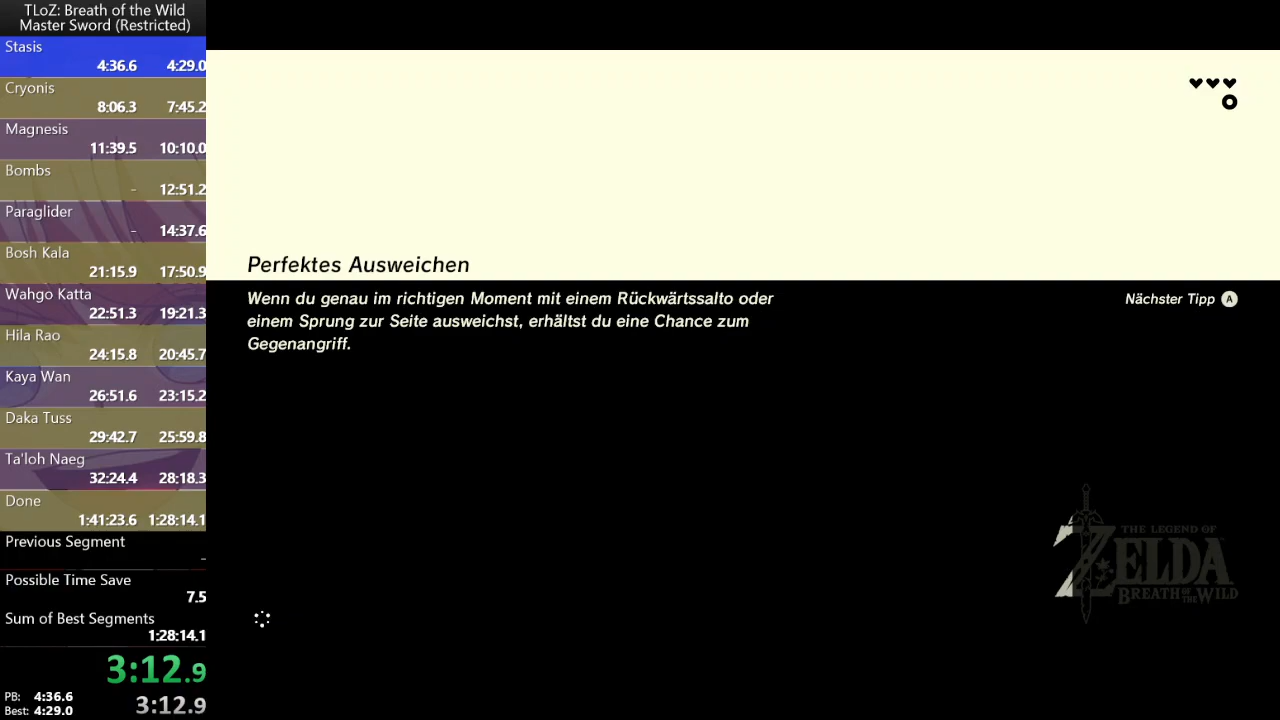 TLoZ: Breath of the Wild
Master Sword (Restricted)
Stasis
4:36.6 4:29.0
Cryonis
8:06.3 7:45.2
Magnesis
11:39.5 10:10.0
Bombs
- 12:51.2
Paraglider
- 14:37.6
Bosh Kala
21:15.9 17:50.9
Wahgo Katta
22:51.3 19:21.3
Hila Rao
24:15.8 20:45.7
Kaya Wan
26:51.6 23:15.2
Daka Tuss
29:42.7 25:59.8
Ta'loh Naeg
32:24.4 28:18.3
Done
1:41:23.6 1:28:14.1
Previous Segment
-
Possible Time Save
7.5
Sum of Best Segments
1:28:14.1
3:12.9
PB: 4:36.6
Best: 4:29.0
3:12.9
Perfektes Ausweichen
Wenn du genau im richtigen Moment mit einem Rückwärtssalto oder
einem Sprung zur Seite ausweichst, erhältst du eine Chance zum
Gegenangriff.
Nächster Tipp A
THE LEGEND OF
ZELDA
BREATH OF THE WILD